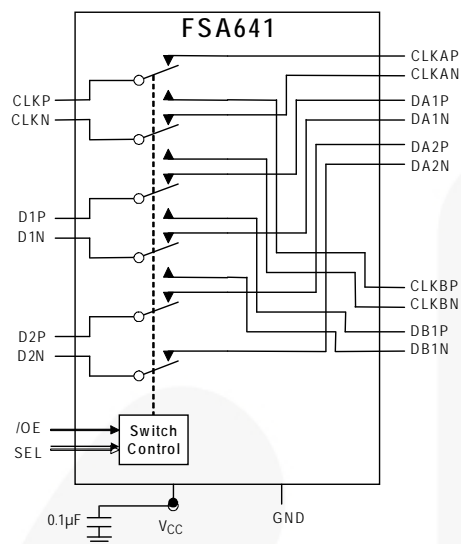 FSA641
CLKAP
CLKAN
CLKP
CLKN
DA1P
DA1N
DA2P
DA2N
D1P
D1N
CLKBP
CLKBN
D2P
DB1P
D2N
DB1N
/OE
SEL
Switch
Control
0.1µF
VCC
GND